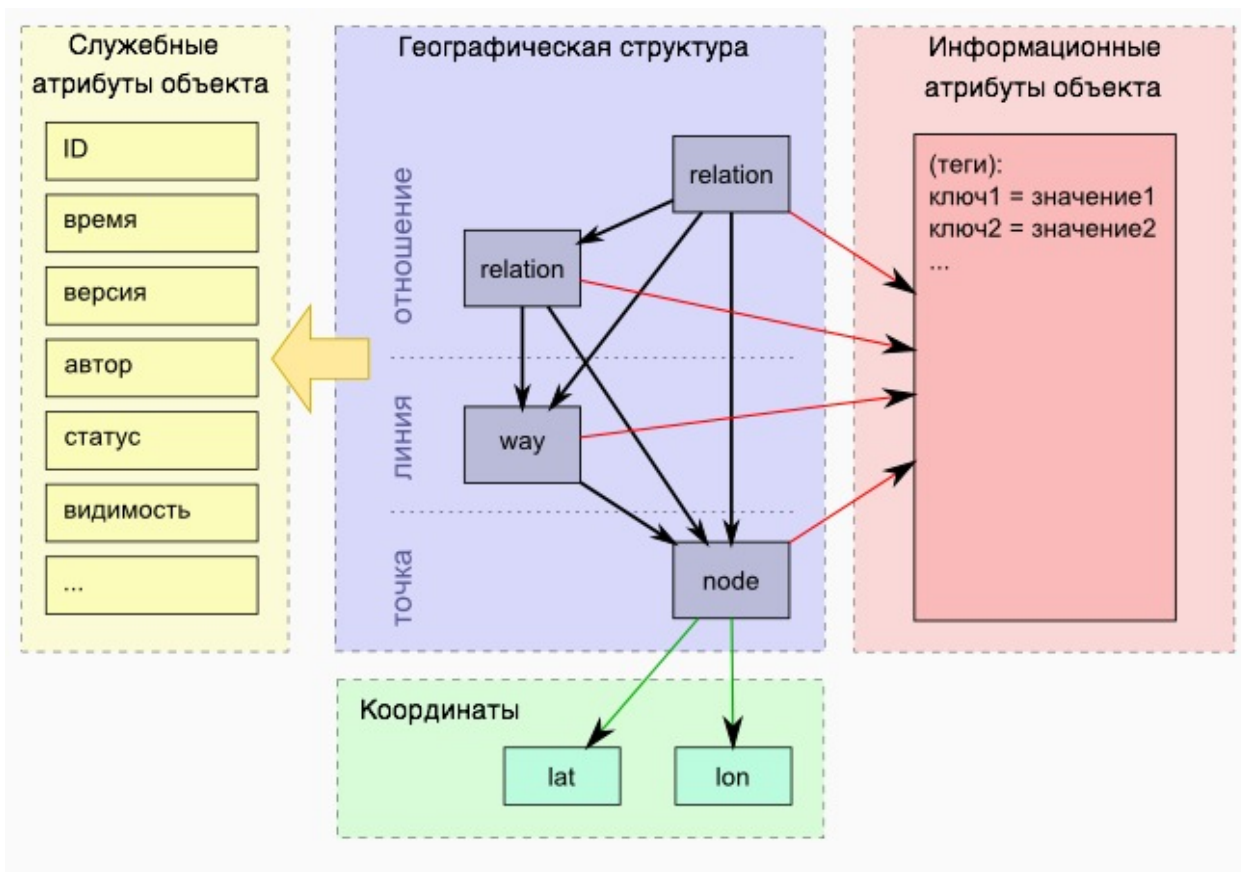 Служебные
атрибуты объекта
ID
время
версия
автор
статус
видимость
...
Географическая структура
отношение
relation
relation
линия
way
точка
node
Информационные
атрибуты объекта
(теги):
ключ1 = значение1
ключ2 = значение2
...
Координаты
lat
lon